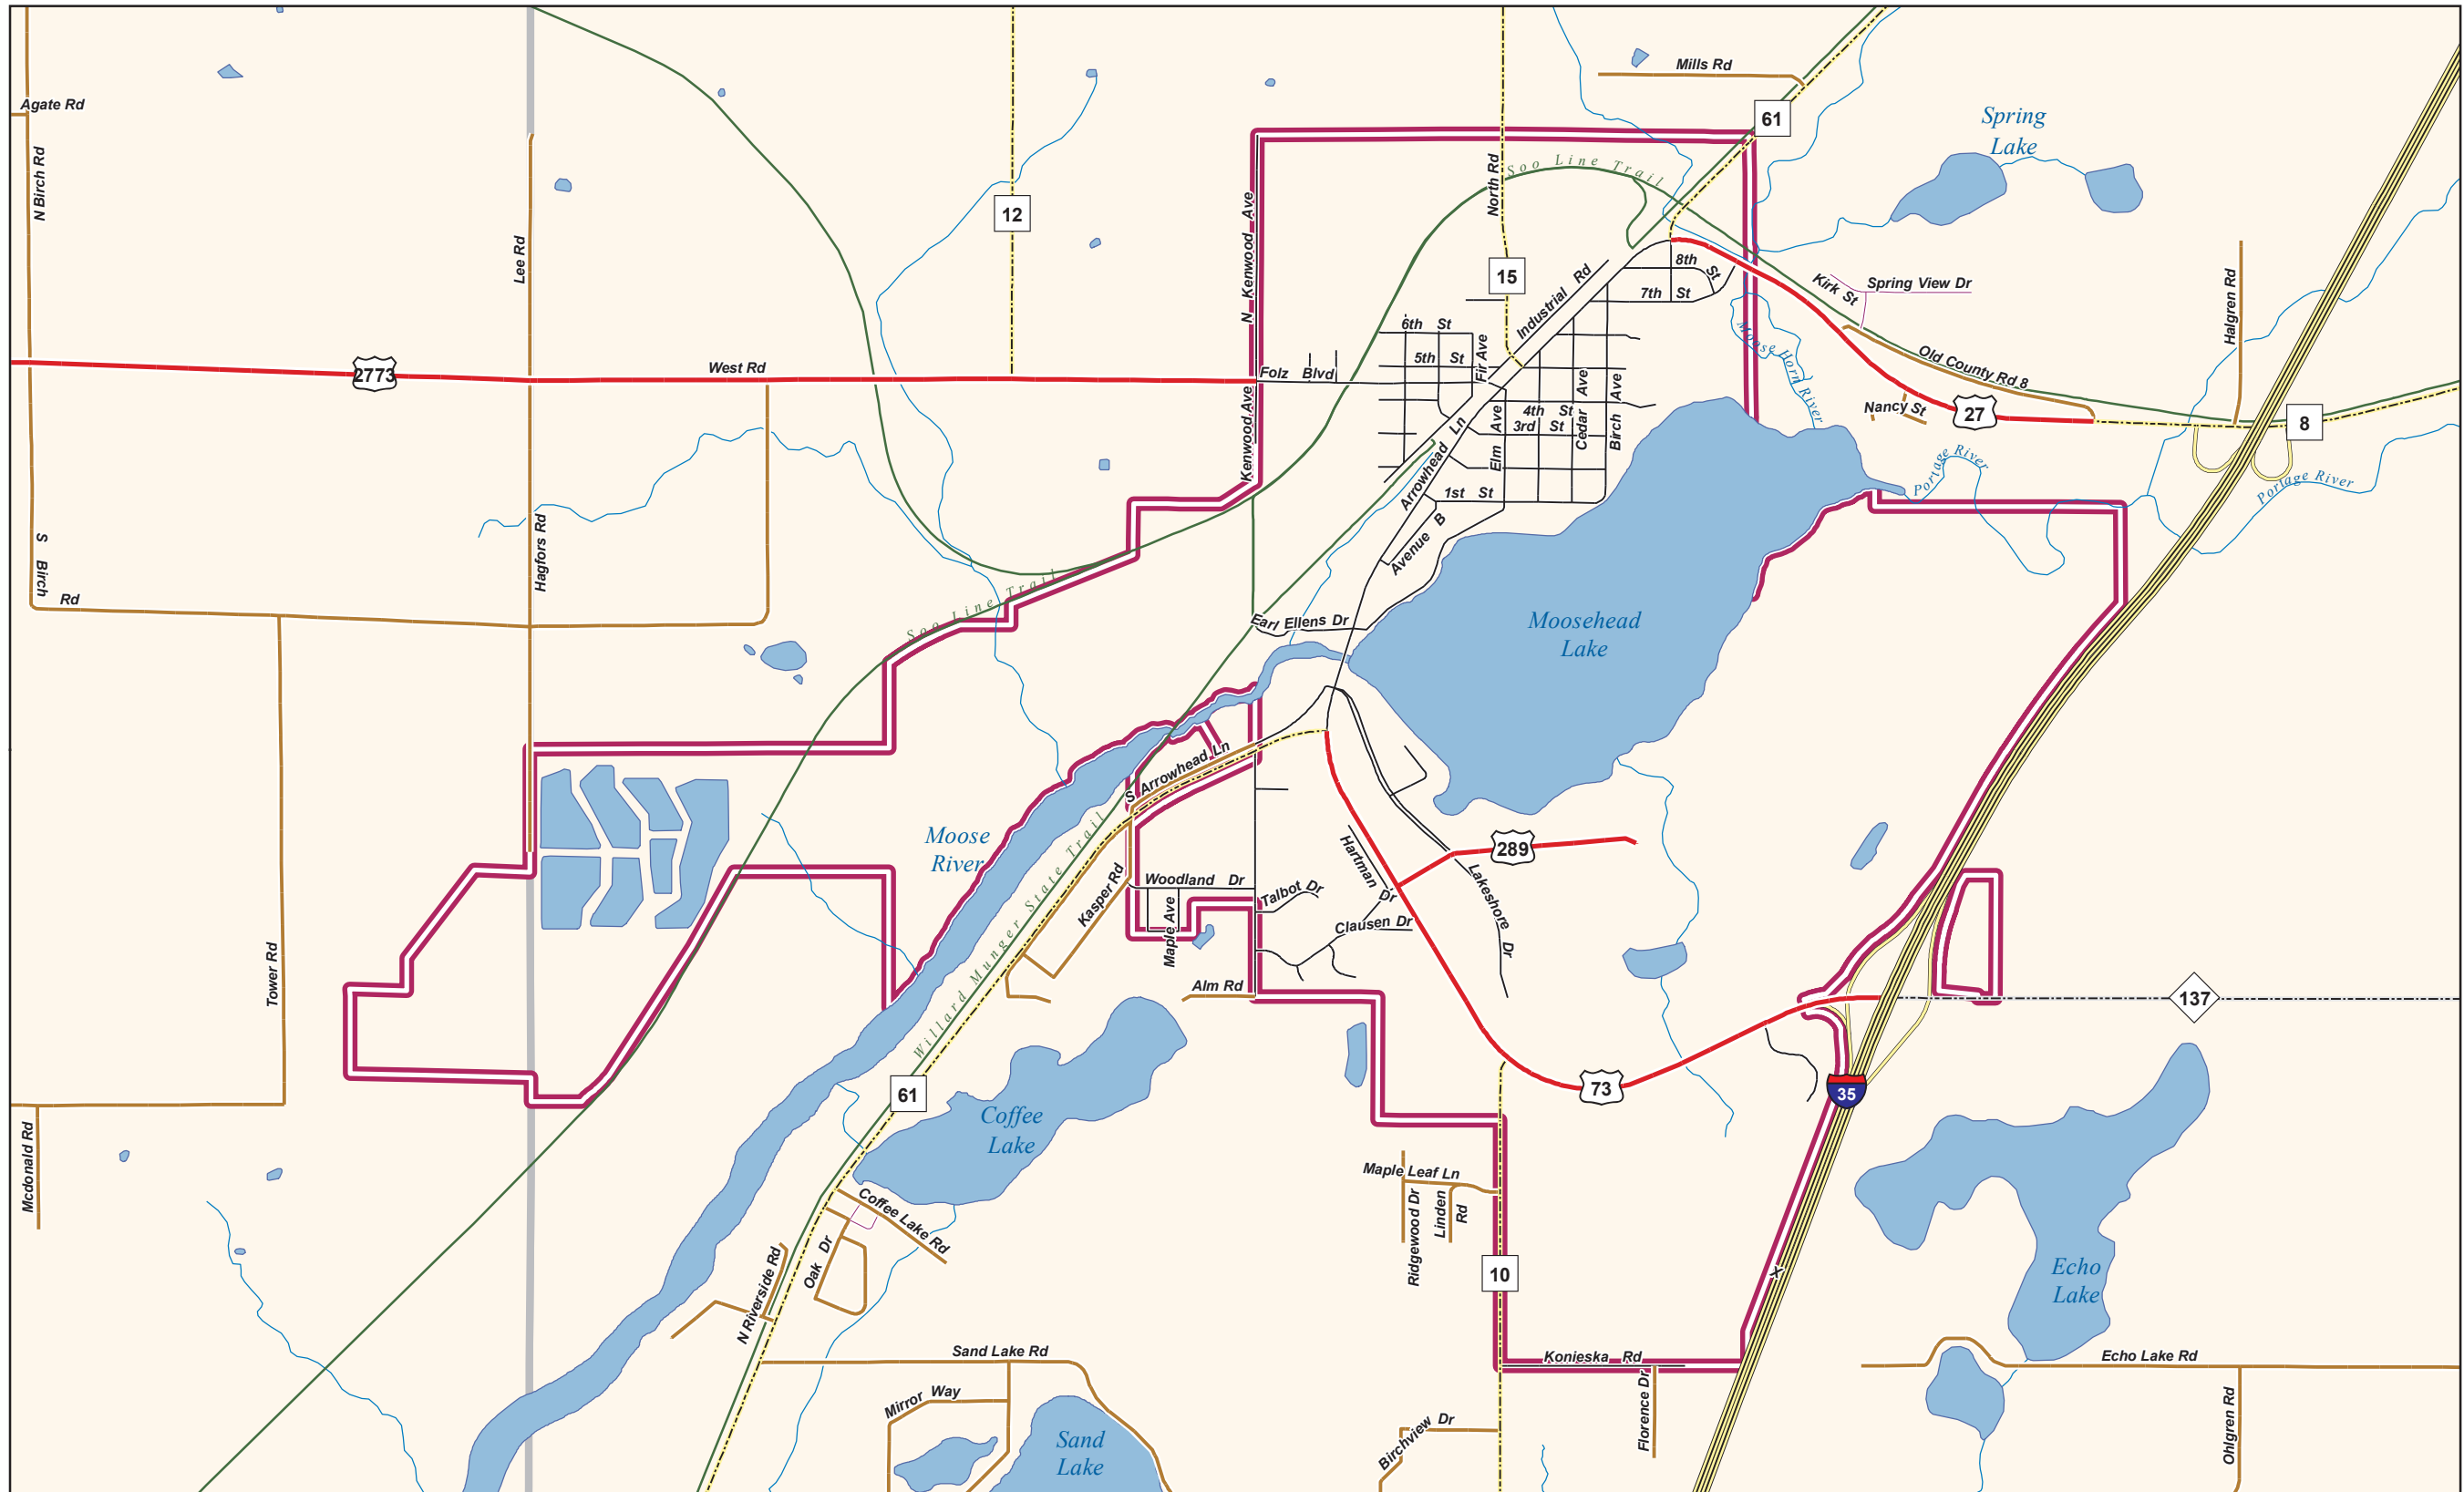 Mills Rd
Agate Rd
61
Spring
Lake
N Birch Rd
Soo Line Trail
North Rd
12
N Kenwood Ave
Lee Rd
8th St
15
Industrial Rd
7th St
Kirk St
Spring View Dr
Halgren Rd
6th St
Moose Horn River
2773
West Rd
Folz Blvd
5th St
Fir Ave
Old County Rd 8
Kenwood Ave
4th St
Cedar Ave
Birch Ave
Nancy St
27
8
3rd St
Elm Ave
Arrowhead Ln
Portage River
Portage River
1st St
Avenue B
S Birch Rd
Hagfors Rd
Soo Line Trail
Earl Ellens Dr
Moosehead
Lake
S Arrowhead Ln
Moose
River
Willard Munger State Trail
Hartman Dr
289
Kasper Rd
Woodland Dr
Talbot Dr
Lakeshore Dr
Maple Ave
Clausen Dr
Tower Rd
Alm Rd
137
61
73
35
Coffee
Lake
Mcdonald Rd
Maple Leaf Ln
Ridgewood Dr
Linden Rd
Coffee Lake Rd
Oak Dr
N Riverside Rd
10
X
Echo
Lake
Sand Lake Rd
Konieska Rd
Echo Lake Rd
Mirror Way
Florence Dr
Birchview Dr
Ohlgren Rd
Sand
Lake